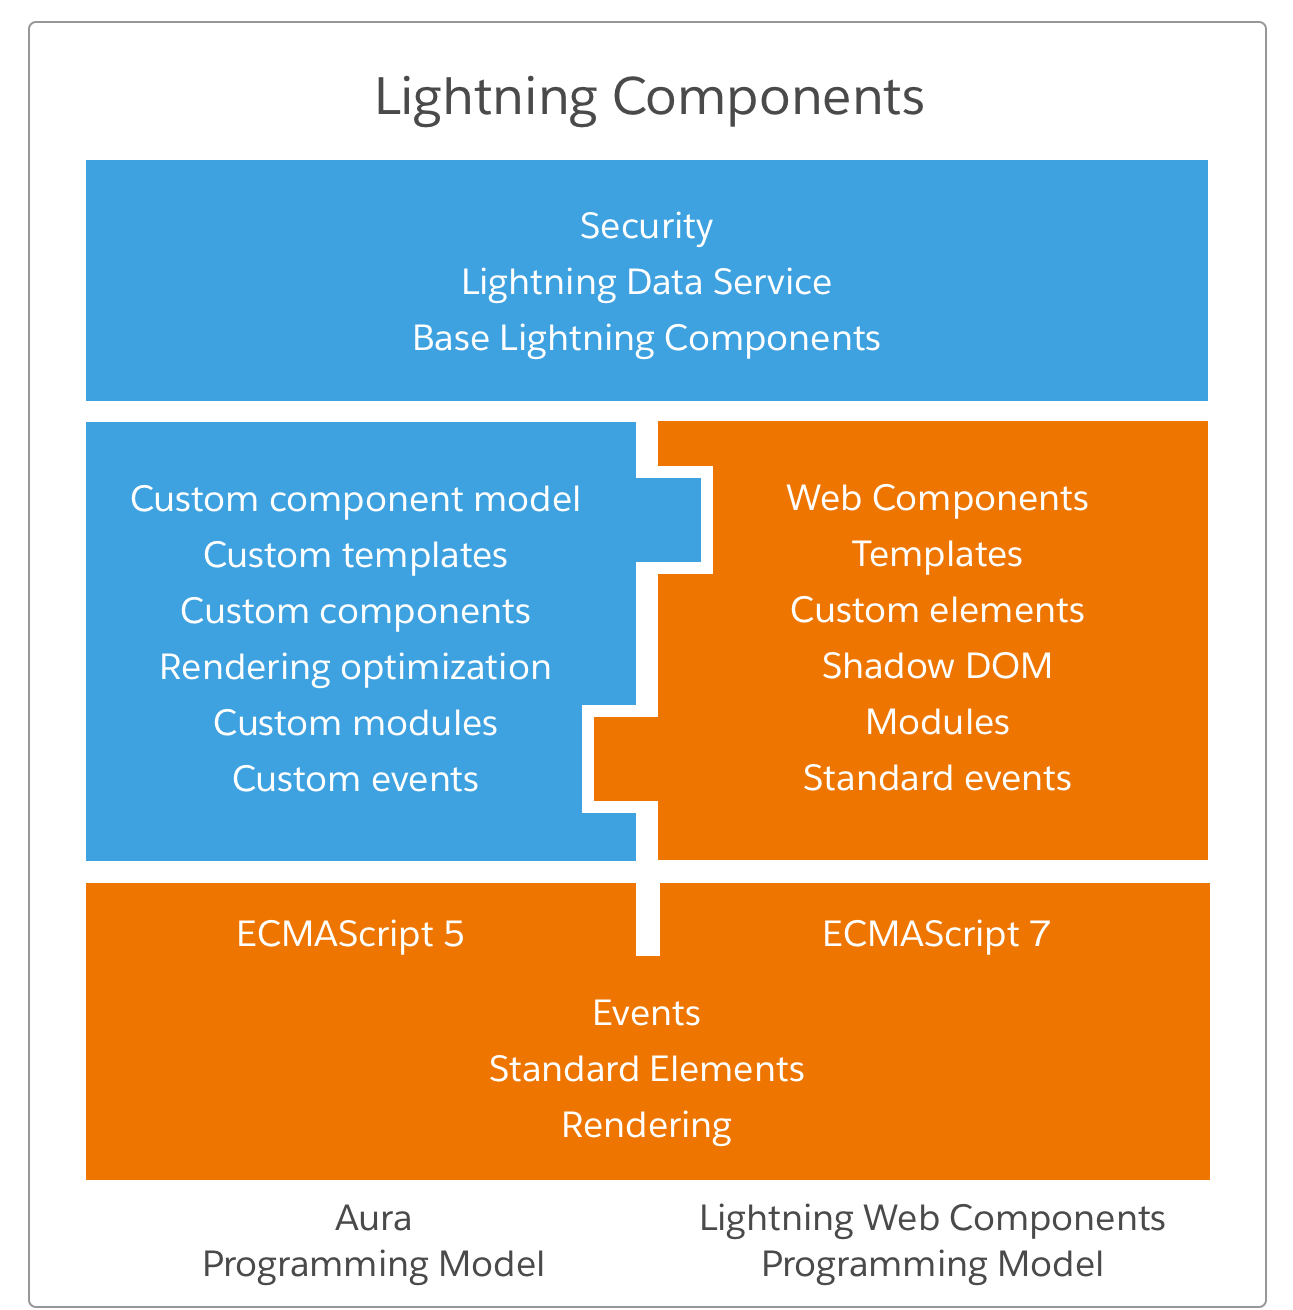 Lightning Components
Security
Lightning Data Service
Base Lightning Components
Custom component model
Custom templates
Custom components
Rendering optimization
Custom modules
Custom events
Web Components
Templates
Custom elements
Shadow DOM
Modules
Standard events
ECMAScript 5
ECMAScript 7
Events
Standard Elements
Rendering
Aura
Programming Model
Lightning Web Components
Programming Model